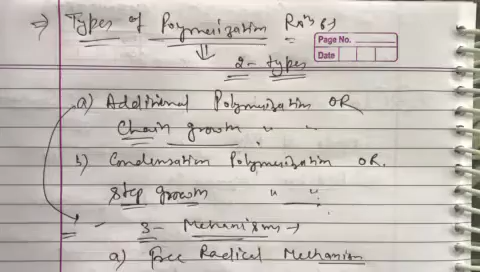 ⇒ Types of Polymerization Rxns :-
Page No.
Date
2- types
a) Additional Polymerization OR
Chain growth " "
b) Condensation Polymerization OR.
Step growth " "
3- Mechanisms →
a) Free Radical Mechanism